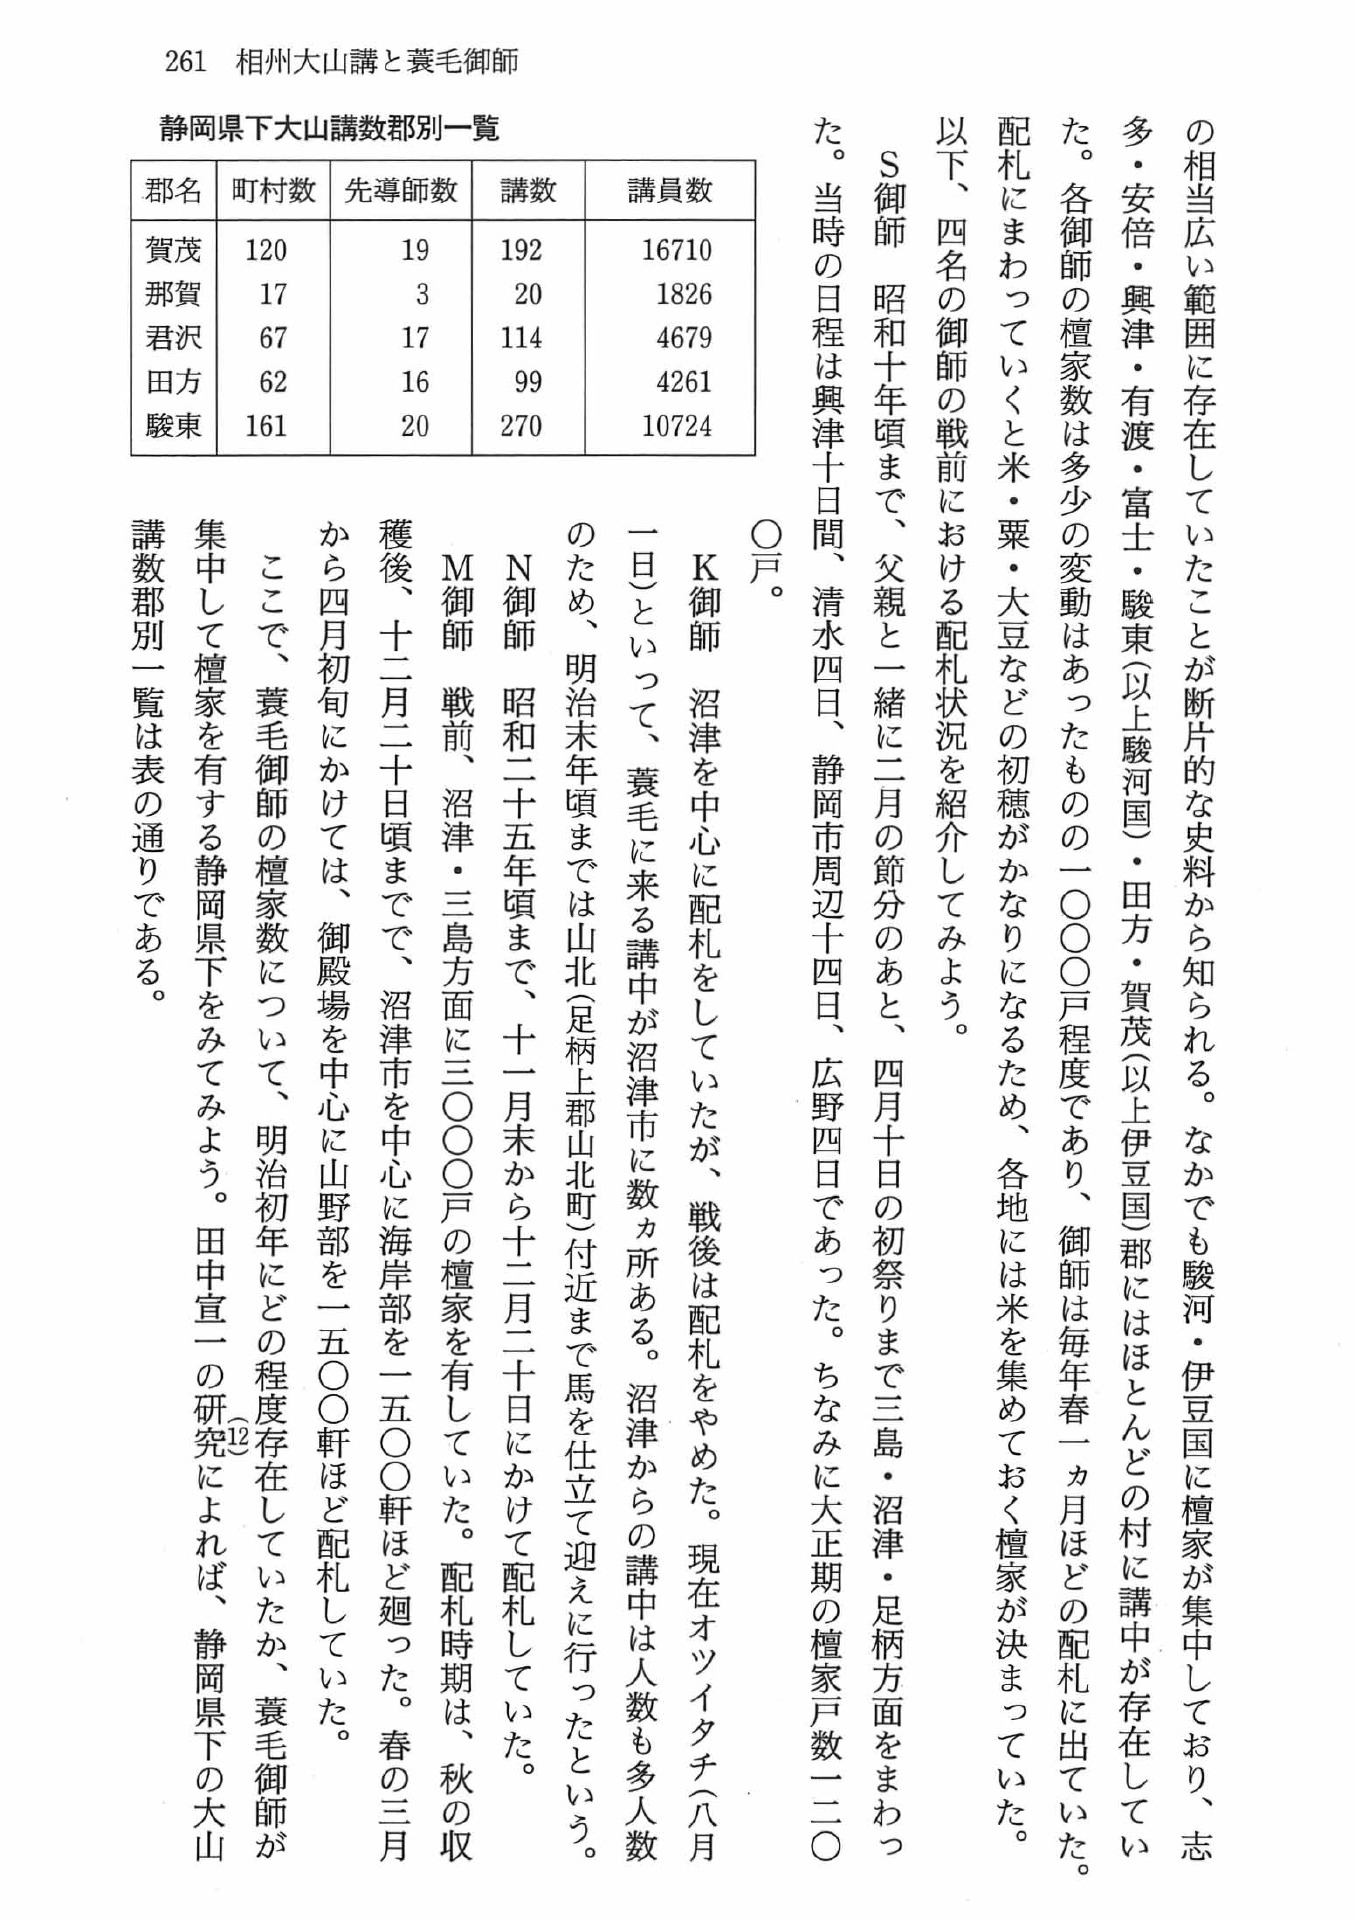 261　相州大山講と蓑毛御師
の相当広い範囲に存在していたことが断片的な史料から知られる。なかでも駿河・伊豆国に檀家が集中しており、志
多・安倍・興津・有渡・富士・駿東(以上駿河国)・田方・賀茂(以上伊豆国)郡にはほとんどの村に講中が存在してい
た。各御師の檀家数は多少の変動はあったものの一〇〇〇戸程度であり、御師は毎年春一ヵ月ほどの配札に出ていた。
配札にまわっていくと米・粟・大豆などの初穂がかなりになるため、各地には米を集めておく檀家が決まっていた。
以下、四名の御師の戦前における配札状況を紹介してみよう。
　S御師　昭和十年頃まで、父親と一緒に二月の節分のあと、四月十日の初祭りまで三島・沼津・足柄方面をまわっ
た。当時の日程は興津十日間、清水四日、静岡市周辺十四日、広野四日であった。ちなみに大正期の檀家戸数一二〇
〇戸。
静岡県下大山講数郡別一覧
郡名　町村数　先導師数　講数　講員数
賀茂　120　19　192　16710
那賀　17　3　20　1826
君沢　67　17　114　4679
田方　62　16　99　4261
駿東　161　20　270　10724
　K御師　沼津を中心に配札をしていたが、戦後は配札をやめた。現在オツイタチ(八月
一日)といって、蓑毛に来る講中が沼津市に数ヵ所ある。沼津からの講中は人数も多人数
のため、明治末年頃までは山北(足柄上郡山北町)付近まで馬を仕立て迎えに行ったという。
　N御師　昭和二十五年頃まで、十一月末から十二月二十日にかけて配札していた。
　M御師　戦前、沼津・三島方面に三〇〇〇戸の檀家を有していた。配札時期は、秋の収
穫後、十二月二十日頃までで、沼津市を中心に海岸部を一五〇〇軒ほど廻った。春の三月
から四月初旬にかけては、御殿場を中心に山野部を一五〇〇軒ほど配札していた。
　ここで、蓑毛御師の檀家数について、明治初年にどの程度存在していたか、蓑毛御師が
集中して檀家を有する静岡県下をみてみよう。田中宣一の研究(12)によれば、静岡県下の大山
講数郡別一覧は表の通りである。